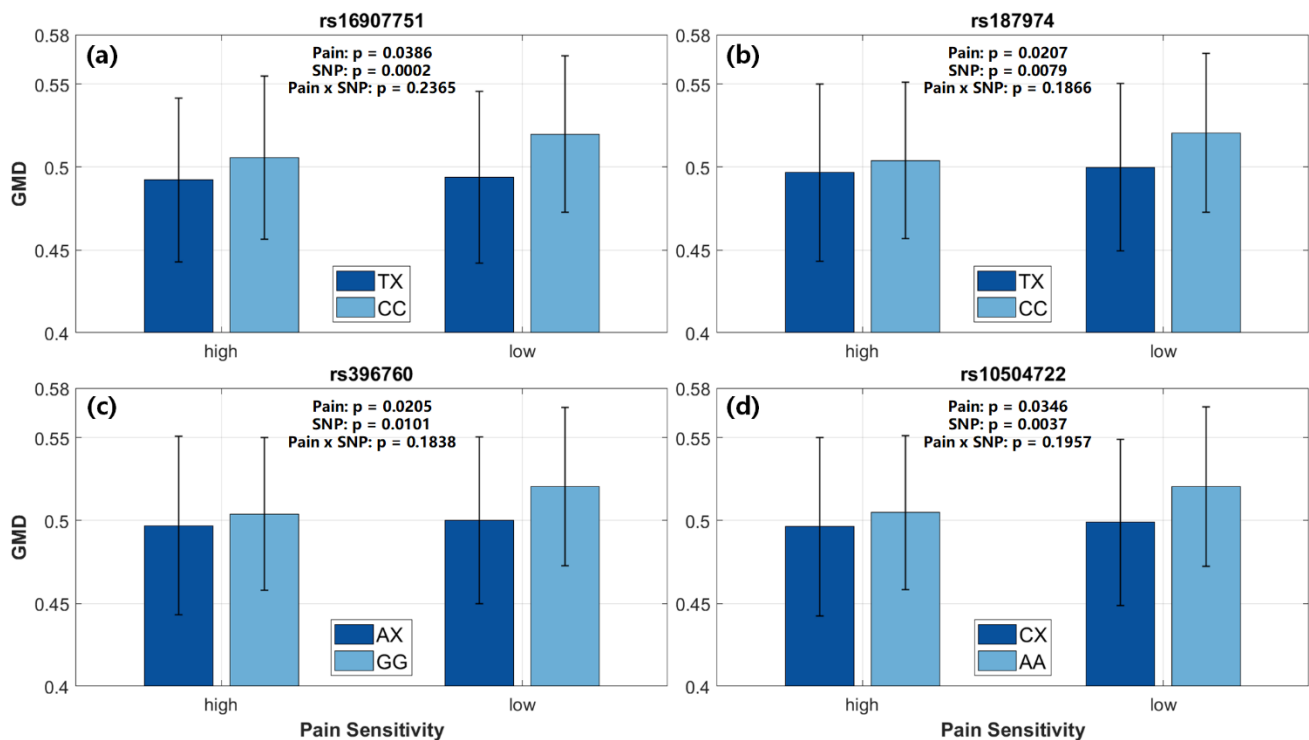 rs16907751
(a)
Pain: p = 0.0386
SNP: p = 0.0002
Pain x SNP: p = 0.2365
0.58
0.55
0.5
0.45
0.4
GMD
TX
CC
high
low
rs187974
(b)
Pain: p = 0.0207
SNP: p = 0.0079
Pain x SNP: p = 0.1866
0.58
0.55
0.5
0.45
0.4
TX
CC
high
low
rs396760
(c)
Pain: p = 0.0205
SNP: p = 0.0101
Pain x SNP: p = 0.1838
0.58
0.55
0.5
0.45
0.4
GMD
AX
GG
high
low
Pain Sensitivity
rs10504722
(d)
Pain: p = 0.0346
SNP: p = 0.0037
Pain x SNP: p = 0.1957
0.58
0.55
0.5
0.45
0.4
CX
AA
high
low
Pain Sensitivity